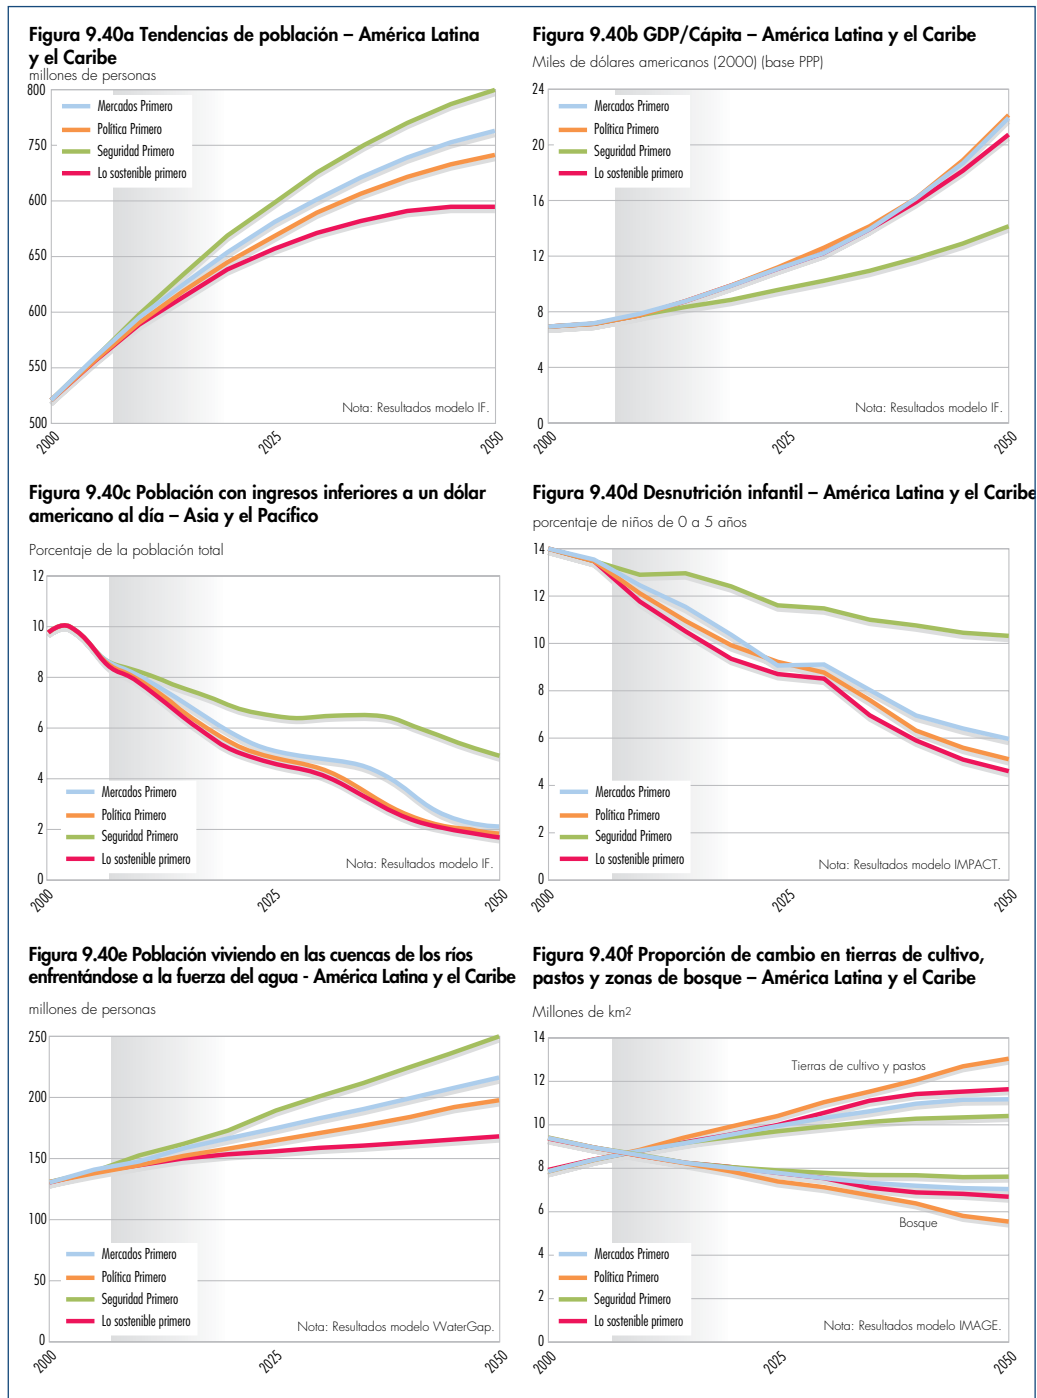 Figura 9.40a Tendencias de población – América Latina
y el Caribe
millones de personas
800
750
600
650
600
550
500
Mercados Primero
Política Primero
Seguridad Primero
Lo sostenible primero
Nota: Resultados modelo IF.
2000
2025
2050
Figura 9.40b GDP/Cápita – América Latina y el Caribe
Miles de dólares americanos (2000) (base PPP)
24
20
16
12
8
4
0
Mercados Primero
Política Primero
Seguridad Primero
Lo sostenible primero
Nota: Resultados modelo IF.
2000
2025
2050
Figura 9.40c Población con ingresos inferiores a un dólar
americano al día – Asia y el Pacífico
Porcentaje de la población total
12
10
8
6
4
2
0
Mercados Primero
Política Primero
Seguridad Primero
Lo sostenible primero
Nota: Resultados modelo IF.
2000
2025
2050
Figura 9.40d Desnutrición infantil – América Latina y el Caribe
porcentaje de niños de 0 a 5 años
14
12
10
8
6
4
2
0
Mercados Primero
Política Primero
Seguridad Primero
Lo sostenible primero
Nota: Resultados modelo IMPACT.
2000
2025
2050
Figura 9.40e Población viviendo en las cuencas de los ríos
enfrentándose a la fuerza del agua - América Latina y el Caribe
millones de personas
250
200
150
100
50
0
Mercados Primero
Política Primero
Seguridad Primero
Lo sostenible primero
Nota: Resultados modelo WaterGap.
2000
2025
2050
Figura 9.40f Proporción de cambio en tierras de cultivo,
pastos y zonas de bosque – América Latina y el Caribe
Millones de km2
14
12
10
8
6
4
2
0
Tierras de cultivo y pastos
Bosque
Mercados Primero
Política Primero
Seguridad Primero
Lo sostenible primero
Nota: Resultados modelo IMAGE.
2000
2025
2050